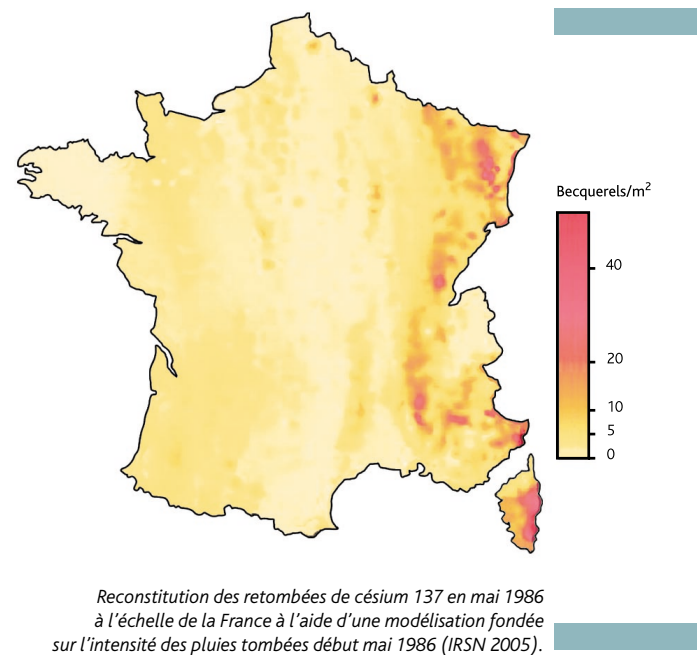 Becquerels/m²
40
20
10
5
0
Reconstitution des retombées de césium 137 en mai 1986
à l'échelle de la France à l'aide d'une modélisation fondée
sur l'intensité des pluies tombées début mai 1986 (IRSN 2005).